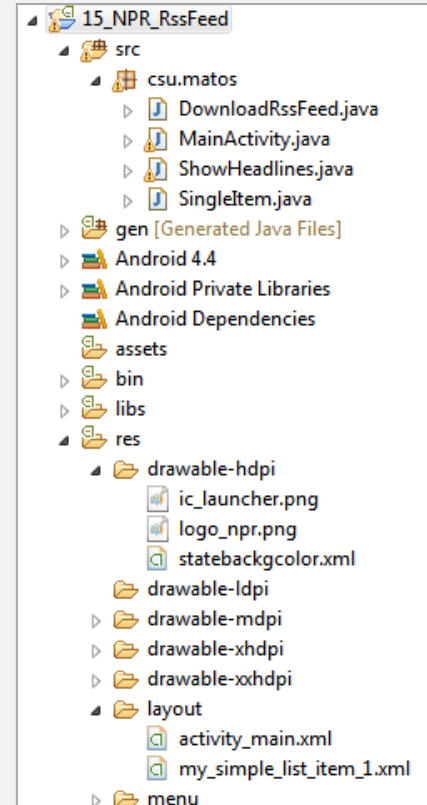 15_NPR_RssFeed
src
csu.matos
DownloadRssFeed.java
MainActivity.java
ShowHeadlines.java
SingleItem.java
gen [Generated Java Files]
Android 4.4
Android Private Libraries
Android Dependencies
assets
bin
libs
res
drawable-hdpi
ic_launcher.png
logo_npr.png
statebackgcolor.xml
drawable-ldpi
drawable-mdpi
drawable-xhdpi
drawable-xxhdpi
layout
activity_main.xml
my_simple_list_item_1.xml
menu